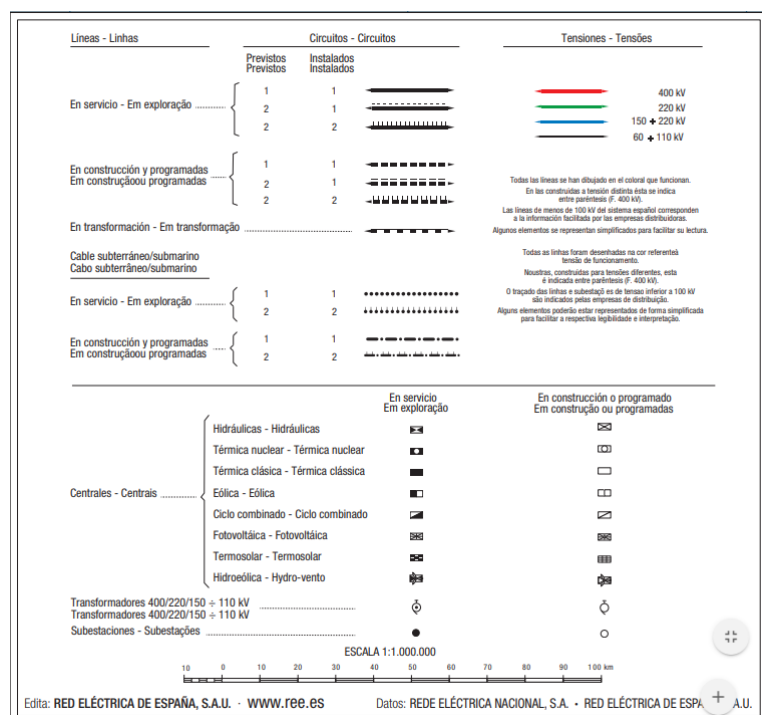 Líneas - Linhas
Circuitos - Circuitos
Tensiones - Tensões
Previstos Instalados
Previstos Instalados
1 1
En servicio - Em exploração
2 1
2 2
400 kV
220 kV
150 ÷ 220 kV
60 ÷ 110 kV
En construcción y programadas
Em construçãoou programadas
1 1
2 1
2 2
En transformación - Em transformação
Todas las líneas se han dibujado en el coloral que funcionan.
En las construidas a tensión distinta ésta se indica
entre paréntesis (F. 400 kV).
Las líneas de menos de 100 kV del sistema español corresponden
a la información facilitada por las empresas distribuidoras.
Algunos elementos se representan simplificados para facilitar su lectura.
Cable subterráneo/submarino
Cabo subterrâneo/submarino
Todas as linhas foram desenhadas na cor referenteà
tensão de funcionamento.
Noustras, construidas para tensões diferentes, esta
é indicada entre parêntesis (F. 400 kV).
O traçado das linhas e subestaçõ es de tensao inferior a 100 kV
são indicados pelas empresas de distribuição.
Alguns elementos poderão estar representados de forma simplificada
para facilitar a respectiva legibilidade e interpretação.
En servicio - Em exploração
1 1
2 2
En construcción y programadas
Em construçãoou programadas
1 1
2 2
En servicio
Em exploração
En construcción o programado
Em construção ou programadas
Centrales - Centrais
Hidráulicas - Hidráulicas
Térmica nuclear - Térmica nuclear
Térmica clásica - Térmica clássica
Eólica - Eólica
Ciclo combinado - Ciclo combinado
Fotovoltáica - Fotovoltáica
Termosolar - Termosolar
Hidroeólica - Hydro-vento
Transformadores 400/220/150 ÷ 110 kV
Transformadores 400/220/150 ÷ 110 kV
Subestaciones - Subestações
ESCALA 1:1.000.000
10 0 10 20 30 40 50 60 70 80 90 100 km
Edita: RED ELÉCTRICA DE ESPAÑA, S.A.U. · www.ree.es
Datos: REDE ELÉCTRICA NACIONAL, S.A. • RED ELÉCTRICA DE ESPA A.U.